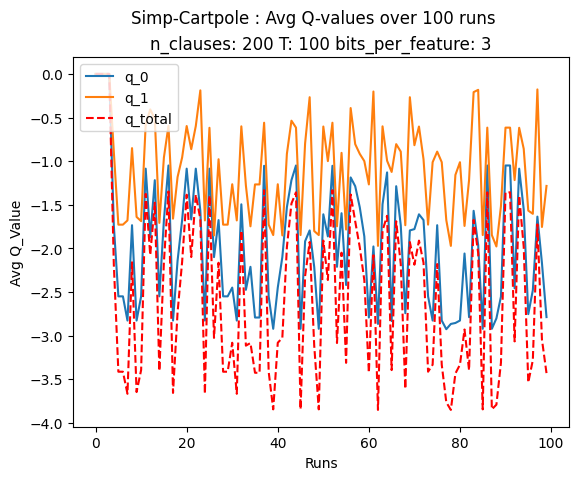 Simp-Cartpole : Avg Q-values over 100 runs
n_clauses: 200 T: 100 bits_per_feature: 3
q_0
q_1
q_total
0.0
−0.5
−1.0
−1.5
−2.0
−2.5
−3.0
−3.5
−4.0
Avg Q_Value
0 20 40 60 80 100
Runs